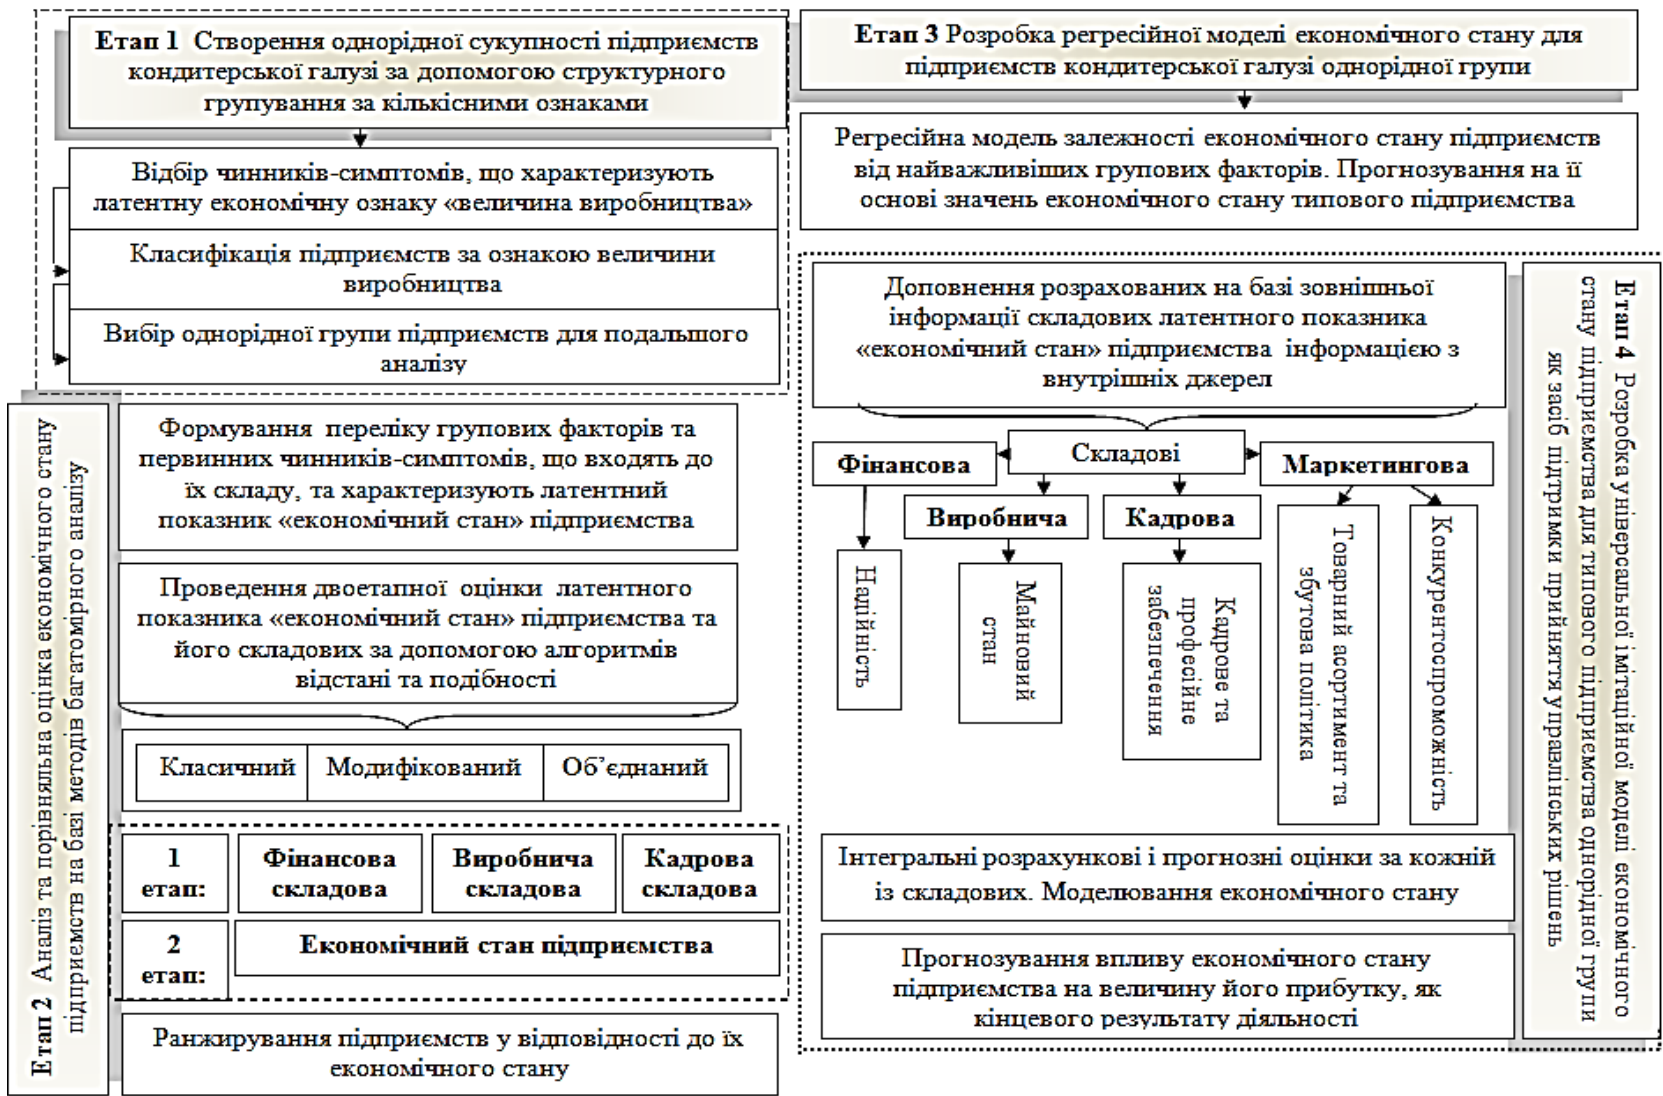 Етап 1 Створення однорідної сукупності підприємств
кондитерської галузі за допомогою структурного
групування за кількісними ознаками
Відбір чинників-симптомів, що характеризують
латентну економічну ознаку «величина виробництва»
Класифікація підприємств за ознакою величини
виробництва
Вибір однорідної групи підприємств для подальшого
аналізу
Етап 2 Аналіз та порівняльна оцінка економічного стану
підприємств на базі методів багатомірного аналізу
Формування переліку групових факторів та
первинних чинників-симптомів, що входять до
їх складу, та характеризують латентний
показник «економічний стан» підприємства
Проведення двоетапної оцінки латентного
показника «економічний стан» підприємства та
його складових за допомогою алгоритмів
відстані та подібності
Класичний
Модифікований
Об’єднаний
1
етап:
Фінансова
складова
Виробнича
складова
Кадрова
складова
2
етап:
Економічний стан підприємства
Ранжирування підприємств у відповідності до їх
економічного стану
Етап 3 Розробка регресійної моделі економічного стану для
підприємств кондитерської галузі однорідної групи
Регресійна модель залежності економічного стану підприємств
від найважливіших групових факторів. Прогнозування на її
основі значень економічного стану типового підприємства
Етап 4 Розробка універсальної імітаційної моделі економічного
стану підприємства для типового підприємства однорідної групи
як засіб підтримки прийняття управлінських рішень
Доповнення розрахованих на базі зовнішньої
інформації складових латентного показника
«економічний стан» підприємства інформацією з
внутрішніх джерел
Складові
Фінансова
Маркетингова
Виробнича
Кадрова
Надійність
Майновий
стан
Кадрове та
професійне
забезпечення
Товарний асортимент та
збутова політика
Конкурентоспроможність
Інтегральні розрахункові і прогнозні оцінки за кожній
із складових. Моделювання економічного стану
Прогнозування впливу економічного стану
підприємства на величину його прибутку, як
кінцевого результату діяльності